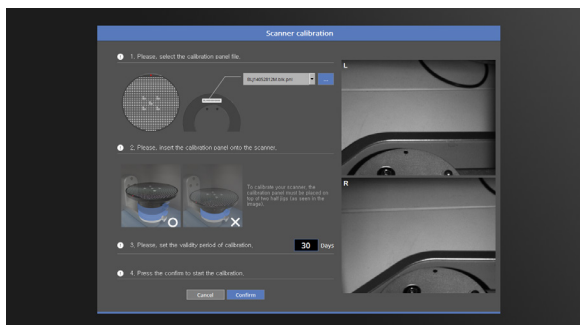 Scanner calibration
1. Please, select the calibration panel file.
...
2. Please, insert the calibration panel onto the scanner.
To calibrate your scanner, the
calibration panel must be placed on
top of two half jigs (as seen in the
image).
O
X
3. Please, set the validity period of calibration.
30 Days
4. Press the confirm to start the calibration.
Cancel Confirm
L
R